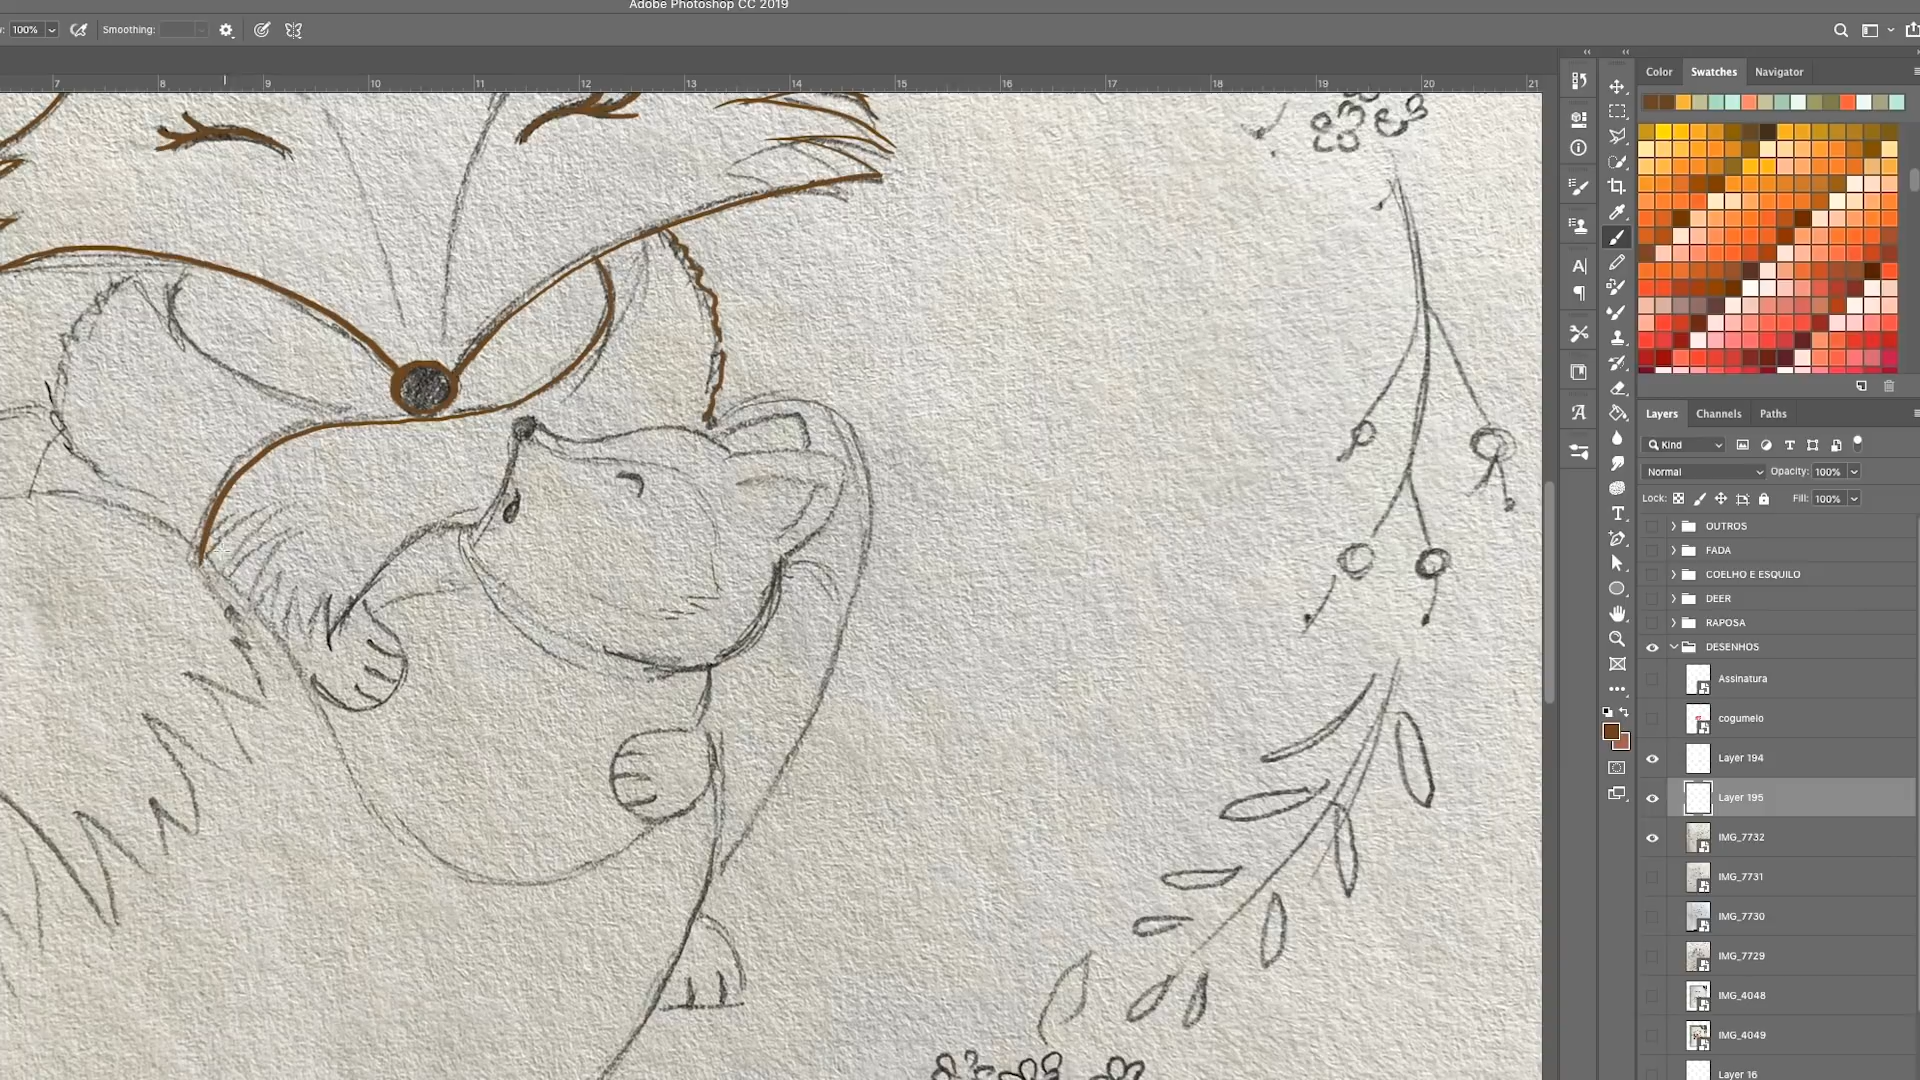 Adobe Photoshop CC 2019
100%
Smoothing:
7 8 9 10 11 12 13 14 15 16 17 18 19 20 21
Color Swatches Navigator
Layers Channels Paths
Kind
Normal Opacity: 100%
Lock: Fill: 100%
OUTROS
FADA
COELHO E ESQUILO
DEER
RAPOSA
DESENHOS
Assinatura
cogumelo
Layer 194
Layer 195
IMG_7732
IMG_7731
IMG_7730
IMG_7729
IMG_4048
IMG_4049
Layer 16